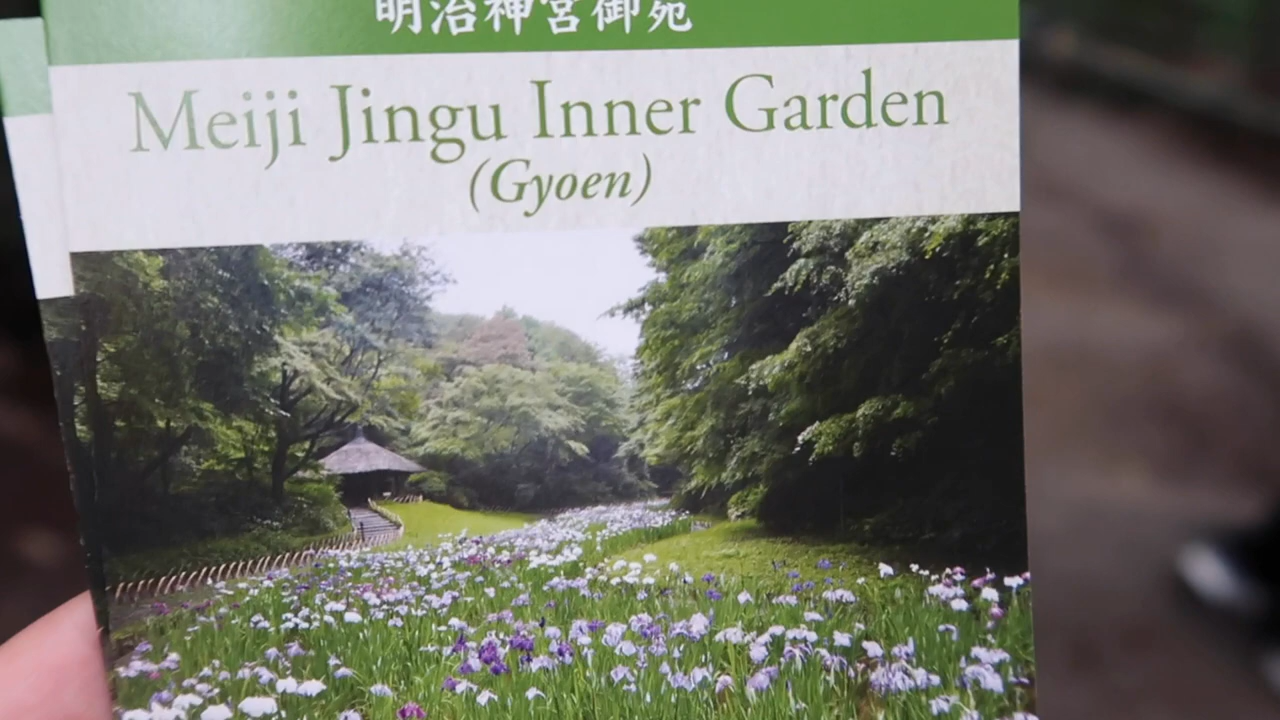 明治神宮御苑
Meiji Jingu Inner Garden
(Gyoen)